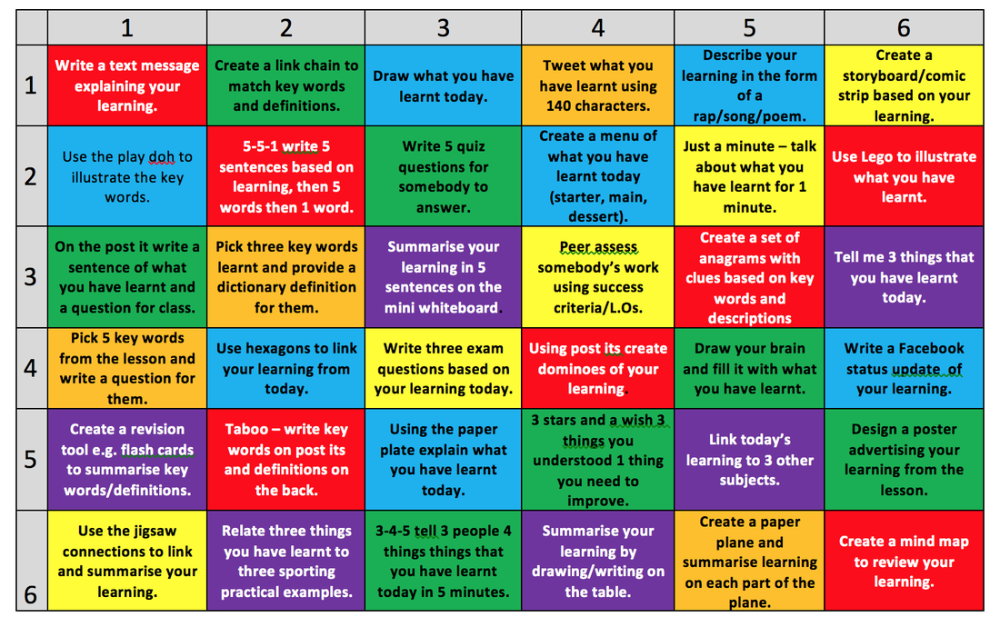 1 2 3 4 5 6
1
Write a text message
explaining your
learning.
Create a link chain to
match key words
and definitions.
Draw what you have
learnt today.
Tweet what you
have learnt using
140 characters.
Describe your
learning in the form
of a
rap/song/poem.
Create a
storyboard/comic
strip based on your
learning.
2
Use the play doh to
illustrate the key
words.
5-5-1 write 5
sentences based on
learning, then 5
words then 1 word.
Write 5 quiz
questions for
somebody to
answer.
Create a menu of
what you have
learnt today
(starter, main,
dessert).
Just a minute – talk
about what you
have learnt for 1
minute.
Use Lego to illustrate
what you have
learnt.
3
On the post it write a
sentence of what
you have learnt and
a question for class.
Pick three key words
learnt and provide a
dictionary definition
for them.
Summarise your
learning in 5
sentences on the
mini whiteboard.
Peer assess
somebody's work
using success
criteria/L.Os.
Create a set of
anagrams with
clues based on key
words and
descriptions
Tell me 3 things that
you have learnt
today.
4
Pick 5 key words
from the lesson and
write a question for
them.
Use hexagons to link
your learning from
today.
Write three exam
questions based on
your learning today.
Using post its create
dominoes of your
learning.
Draw your brain
and fill it with what
you have learnt.
Write a Facebook
status update of
your learning.
5
Create a revision
tool e.g. flash cards
to summarise key
words/definitions.
Taboo – write key
words on post its
and definitions on
the back.
Using the paper
plate explain what
you have learnt
today.
3 stars and a wish 3
things you
understood 1 thing
you need to
improve.
Link today's
learning to 3 other
subjects.
Design a poster
advertising your
learning from the
lesson.
6
Use the jigsaw
connections to link
and summarise your
learning.
Relate three things
you have learnt to
three sporting
practical examples.
3-4-5 tell 3 people 4
things things that
you have learnt
today in 5 minutes.
Summarise your
learning by
drawing/writing on
the table.
Create a paper
plane and
summarise learning
on each part of the
plane.
Create a mind map
to review your
learning.